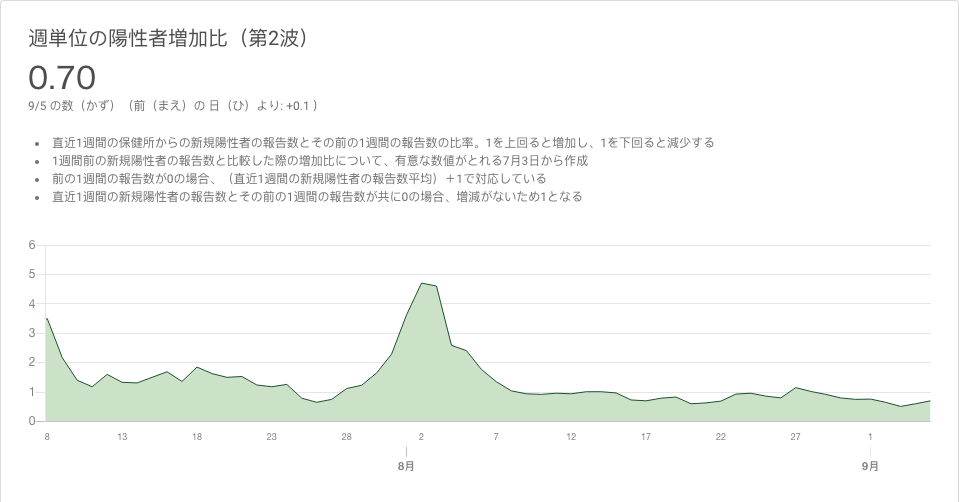 週単位の陽性者増加比（第2波）
0.70
9/5 の数（かず）（前（まえ）の 日（ひ）より: +0.1 ）
• 直近1週間の保健所からの新規陽性者の報告数とその前の1週間の報告数の比率。1を上回ると増加し、1を下回ると減少する
• 1週間前の新規陽性者の報告数と比較した際の増加比について、有意な数値がとれる7月3日から作成
• 前の1週間の報告数が0の場合、（直近1週間の新規陽性者の報告数平均）＋1で対応している
• 直近1週間の新規陽性者の報告数とその前の1週間の報告数が共に0の場合、増減がないため1となる
6
5
4
3
2
1
0
8 13 18 23 28 2 7 12 17 22 27 1
8月 9月